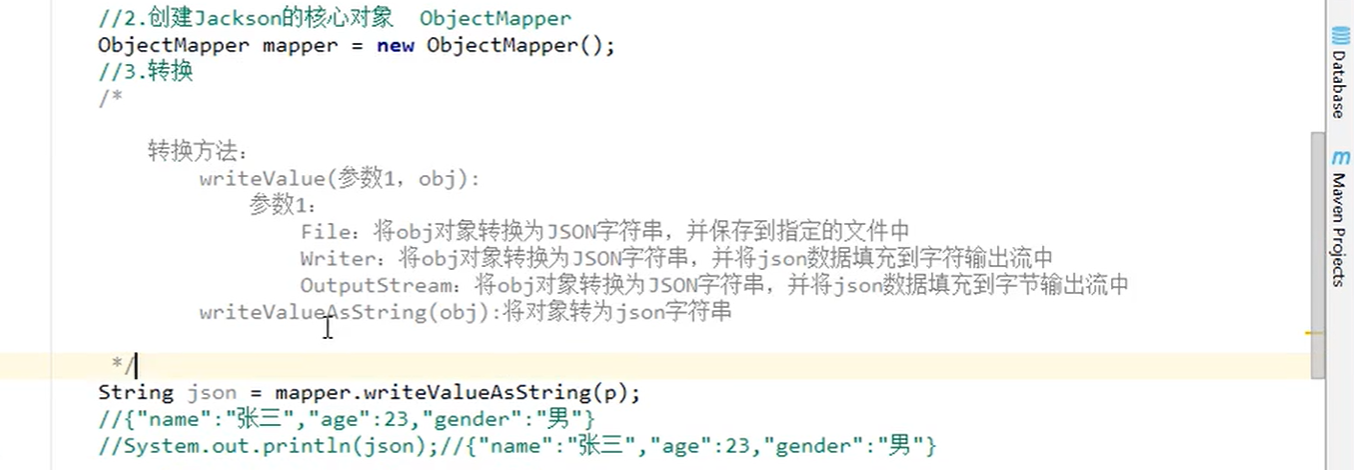 //2.创建Jackson的核心对象  ObjectMapper
ObjectMapper mapper = new ObjectMapper();
//3.转换
/*
转换方法：
writeValue(参数1，obj):
参数1：
File：将obj对象转换为JSON字符串，并保存到指定的文件中
Writer：将obj对象转换为JSON字符串，并将json数据填充到字符输出流中
OutputStream：将obj对象转换为JSON字符串，并将json数据填充到字节输出流中
writeValueAsString(obj):将对象转为json字符串
*/
String json = mapper.writeValueAsString(p);
//{"name":"张三","age":23,"gender":"男"}
//System.out.println(json);//{"name":"张三","age":23,"gender":"男"}
Database
m Maven Projects